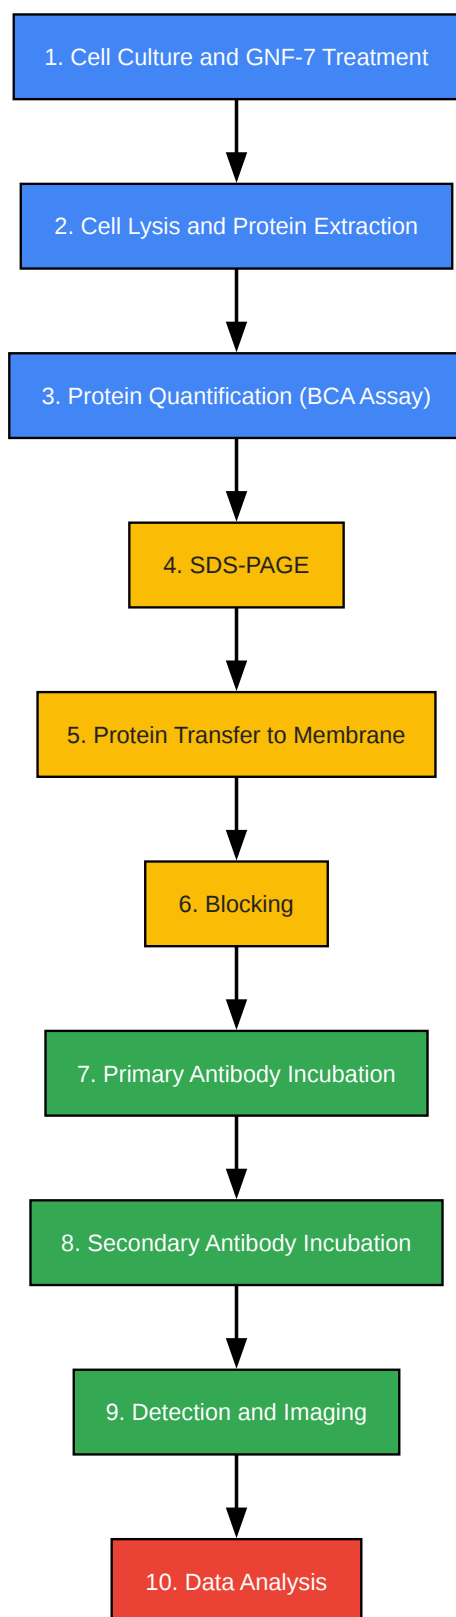 1. Cell Culture and GNF-7 Treatment
2. Cell Lysis and Protein Extraction
3. Protein Quantification (BCA Assay)
4. SDS-PAGE
5. Protein Transfer to Membrane
6. Blocking
7. Primary Antibody Incubation
8. Secondary Antibody Incubation
9. Detection and Imaging
10. Data Analysis